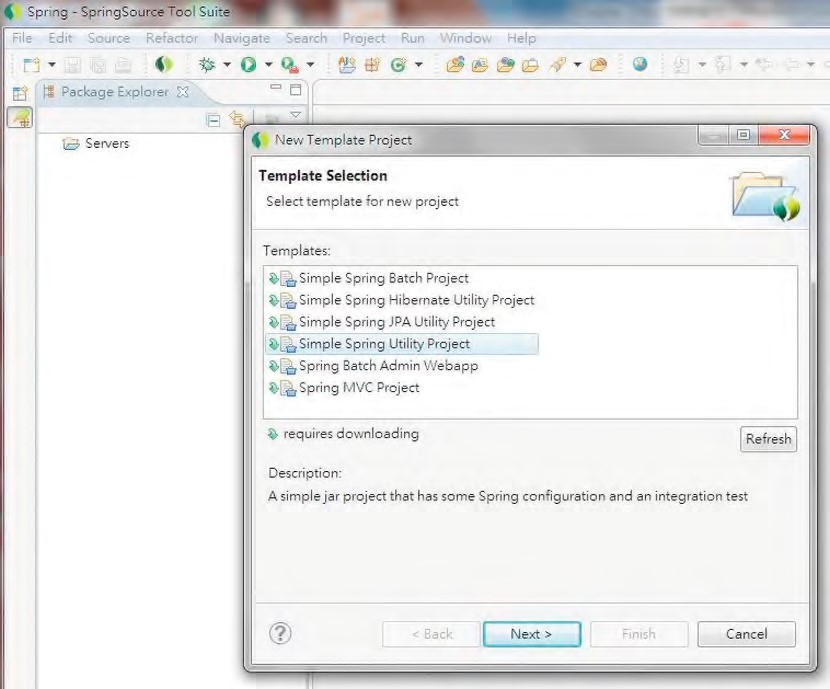 Spring - SpringSource Tool Suite
File Edit Source Refactor Navigate Search Project Run Window Help
Package Explorer
Servers
New Template Project
Template Selection
Select template for new project
Templates:
Simple Spring Batch Project
Simple Spring Hibernate Utility Project
Simple Spring JPA Utility Project
Simple Spring Utility Project
Spring Batch Admin Webapp
Spring MVC Project
requires downloading
Refresh
Description:
A simple jar project that has some Spring configuration and an integration test
< Back Next > Finish Cancel